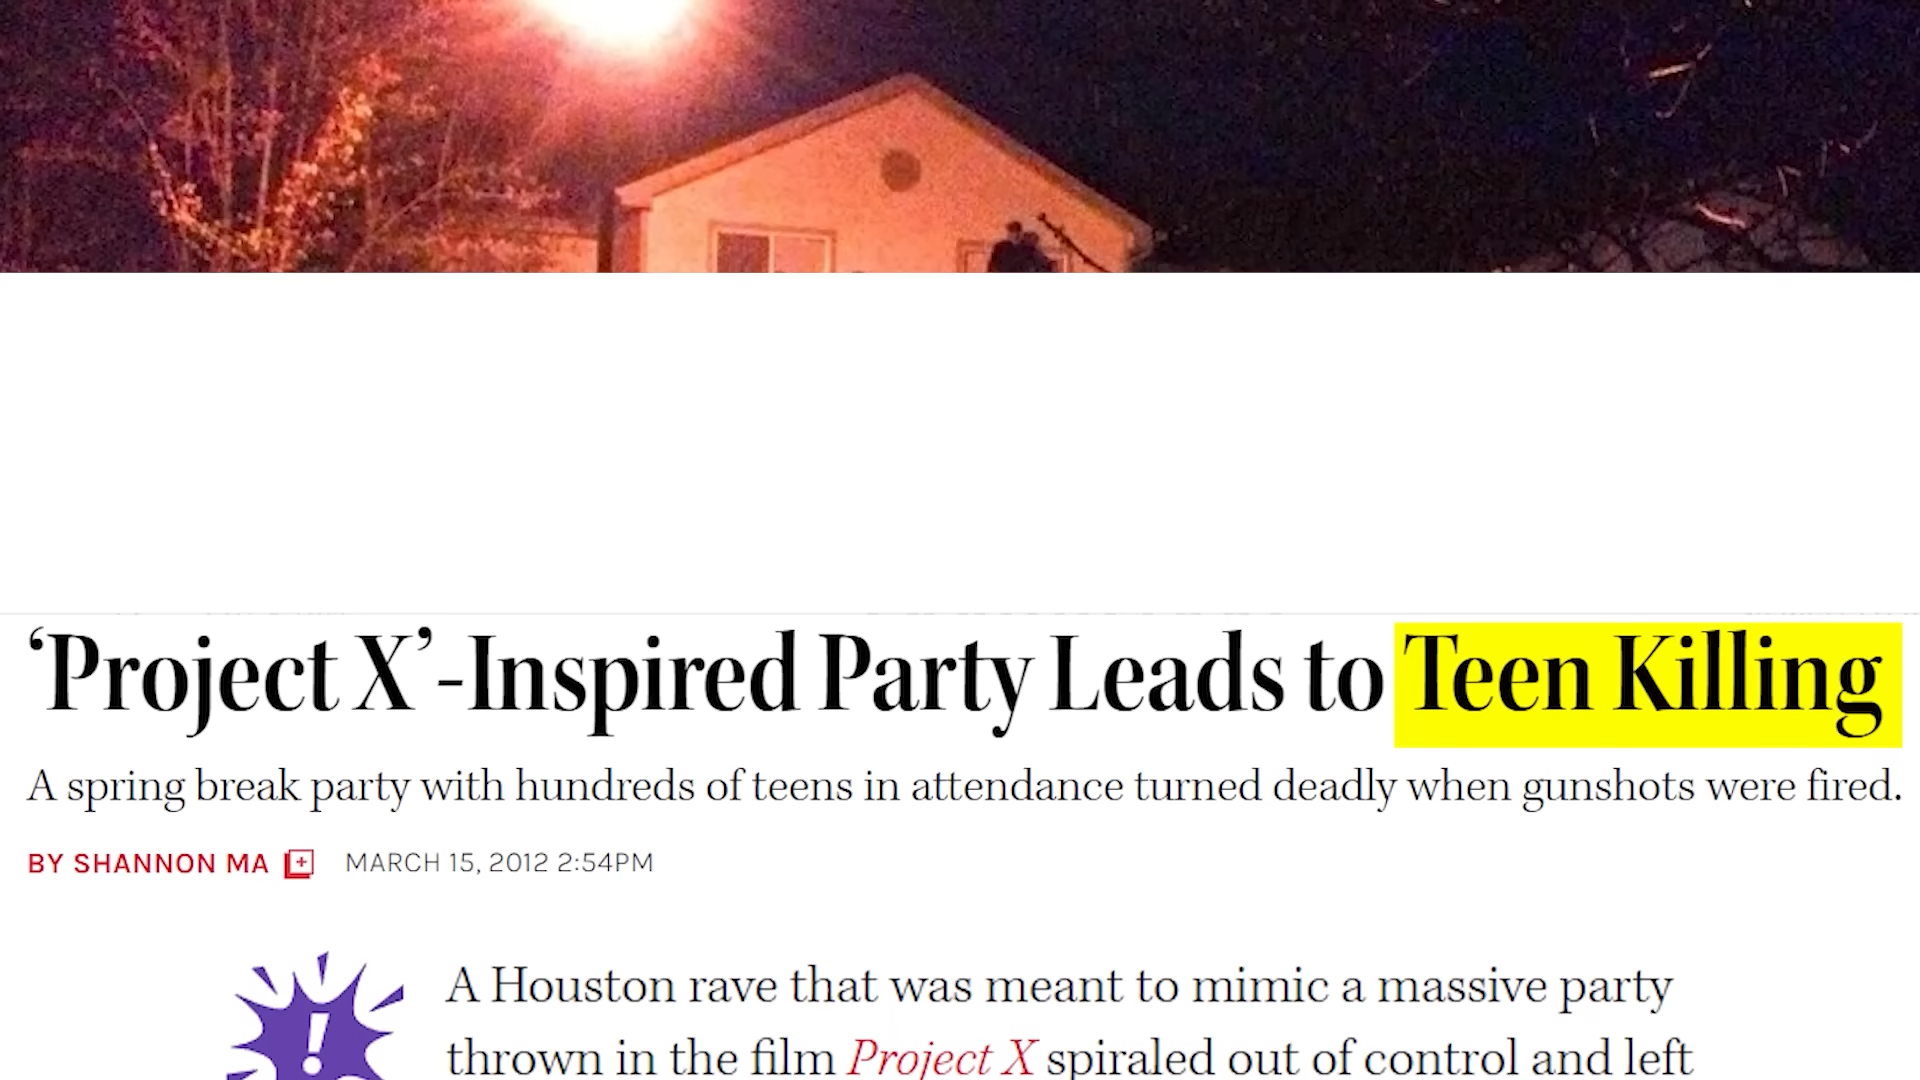 ‘Project X’-Inspired Party Leads to Teen Killing
A spring break party with hundreds of teens in attendance turned deadly when gunshots were fired.
BY SHANNON MA MARCH 15, 2012 2:54PM
A Houston rave that was meant to mimic a massive party
thrown in the film Project X spiraled out of control and left